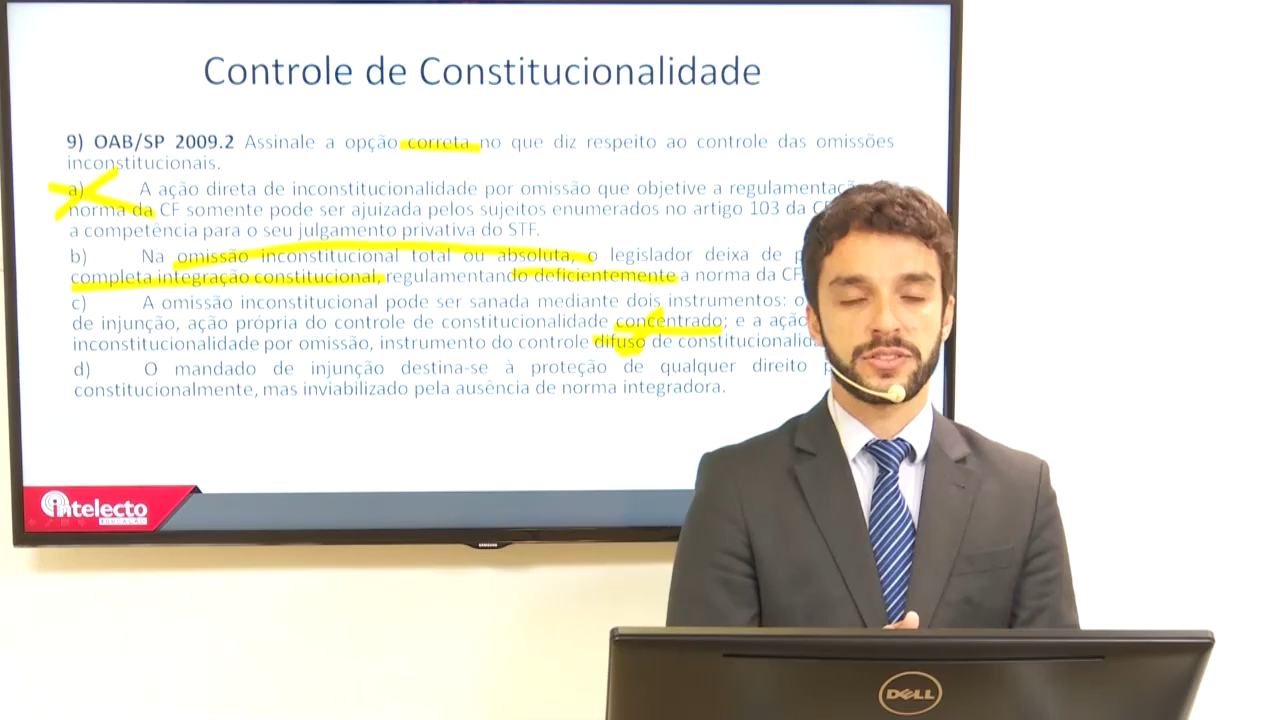 Controle de Constitucionalidade
9) OAB/SP 2009.2 Assinale a opção correta no que diz respeito ao controle das omissões
inconstitucionais.
a) A ação direta de inconstitucionalidade por omissão que objetive a regulamentação
norma da CF somente pode ser ajuizada pelos sujeitos enumerados no artigo 103 da
a competência para o seu julgamento privativa do STF.
b) Na omissão inconstitucional total ou absoluta, o legislador deixa de
completa integração constitucional, regulamentando deficientemente a norma da CF.
c) A omissão inconstitucional pode ser sanada mediante dois instrumentos: o
de injunção, ação própria do controle de constitucionalidade concentrado; e a ação
inconstitucionalidade por omissão, instrumento do controle difuso de
d) O mandado de injunção destina-se à proteção de qualquer direito
constitucionalmente, mas inviabilizado pela ausência de norma integradora.
intelecto
EDUCAÇÃO
SAMSUNG
DELL